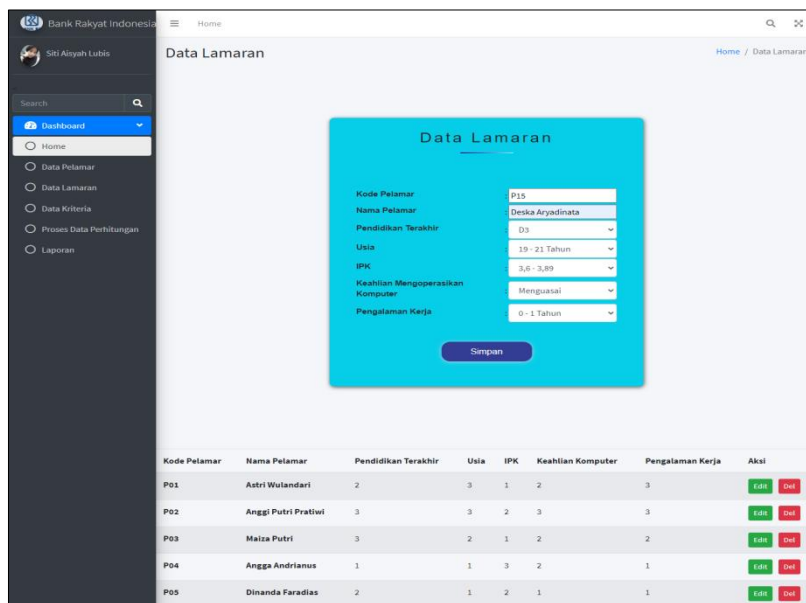 Bank Rakyat Indonesia
Home
Siti Aisyah Lubis
Data Lamaran
Home / Data Lamaran
Search
Dashboard
Home
Data Pelamar
Data Lamaran
Data Kriteria
Proses Data Perhitungan
Laporan
Data Lamaran
Kode Pelamar : P15
Nama Pelamar : Deska Aryadinata
Pendidikan Terakhir : D3
Usia : 19 - 21 Tahun
IPK : 3,6 - 3,89
Keahlian Mengoperasikan
Komputer : Menguasai
Pengalaman Kerja : 0 - 1 Tahun
Simpan
Kode Pelamar Nama Pelamar Pendidikan Terakhir Usia IPK Keahlian Komputer Pengalaman Kerja Aksi
P01 Astri Wulandari 2 3 1 2 3 Edit Del
P02 Anggi Putri Pratiwi 3 3 2 3 3 Edit Del
P03 Maiza Putri 3 2 1 2 2 Edit Del
P04 Angga Andrianus 1 1 3 2 1 Edit Del
P05 Dinanda Faradias 2 1 2 1 1 Edit Del